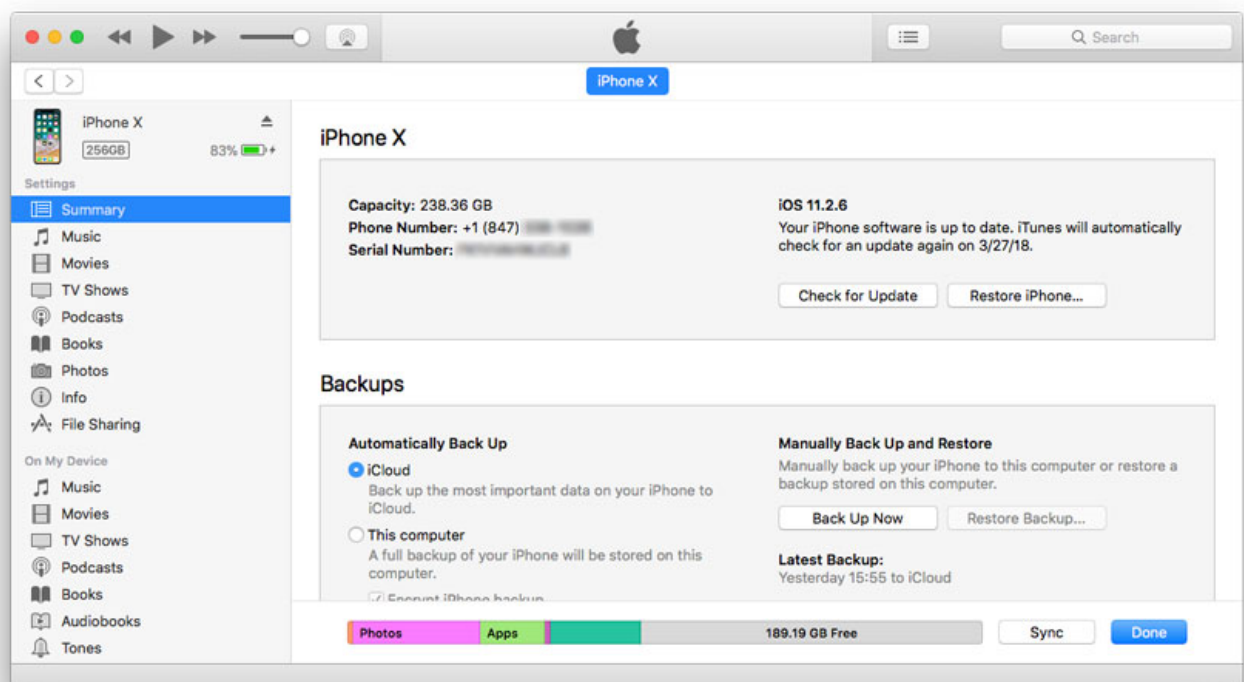 Search
iPhone X
iPhone X
256GB
83%
Settings
Summary
Music
Movies
TV Shows
Podcasts
Books
Photos
Info
File Sharing
On My Device
Music
Movies
TV Shows
Podcasts
Books
Audiobooks
Tones
iPhone X
Capacity: 238.36 GB
Phone Number: +1 (847)
Serial Number:
iOS 11.2.6
Your iPhone software is up to date. iTunes will automatically
check for an update again on 3/27/18.
Check for Update
Restore iPhone...
Backups
Automatically Back Up
iCloud
Back up the most important data on your iPhone to
iCloud.
This computer
A full backup of your iPhone will be stored on this
computer.
Encrypt iPhone backup
Manually Back Up and Restore
Manually back up your iPhone to this computer or restore a
backup stored on this computer.
Back Up Now
Restore Backup...
Latest Backup:
Yesterday 15:55 to iCloud
Photos
Apps
189.19 GB Free
Sync
Done